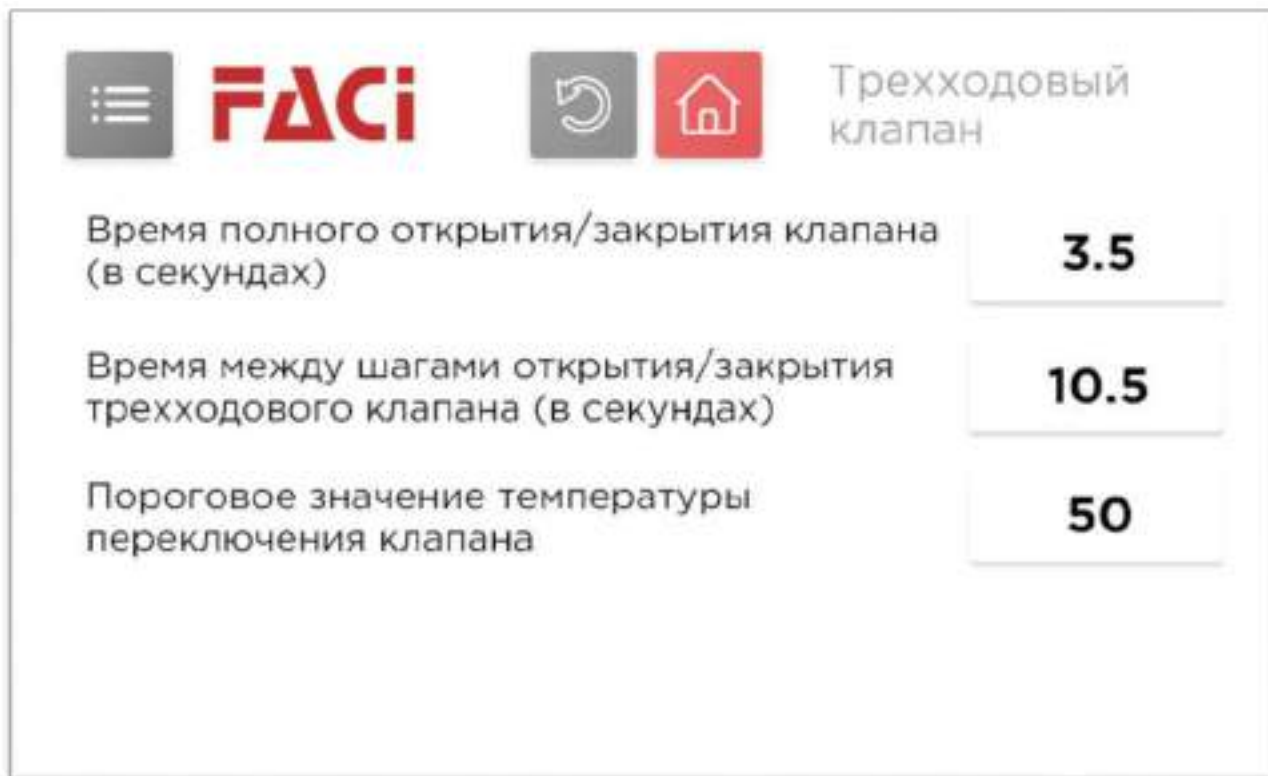 FACi
Трехходовый
клапан
Время полного открытия/закрытия клапана
(в секундах)
3.5
Время между шагами открытия/закрытия
трехходового клапана (в секундах)
10.5
Пороговое значение температуры
переключения клапана
50